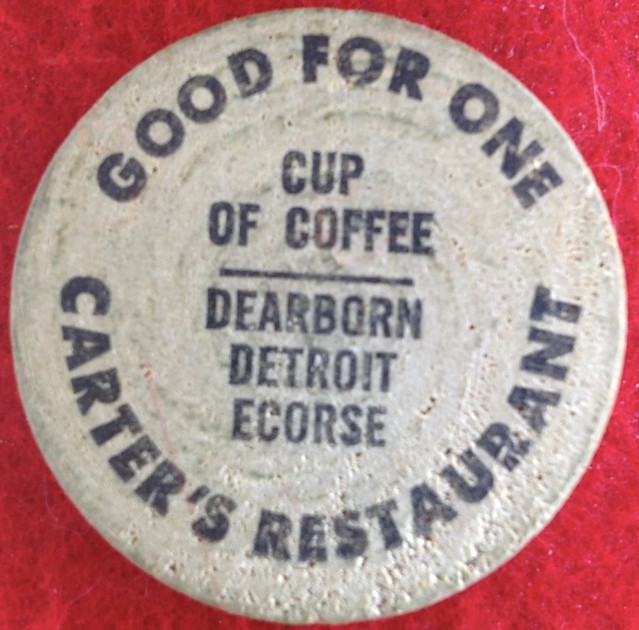 GOOD FOR ONE
CUP
OF COFFEE
DEARBORN
DETROIT
ECORSE
CARTER'S RESTAURANT